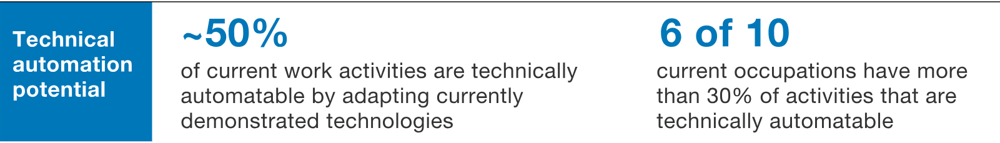 Technical
automation
potential
~50%
of current work activities are technically
automatable by adapting currently
demonstrated technologies
6 of 10
current occupations have more
than 30% of activities that are
technically automatable